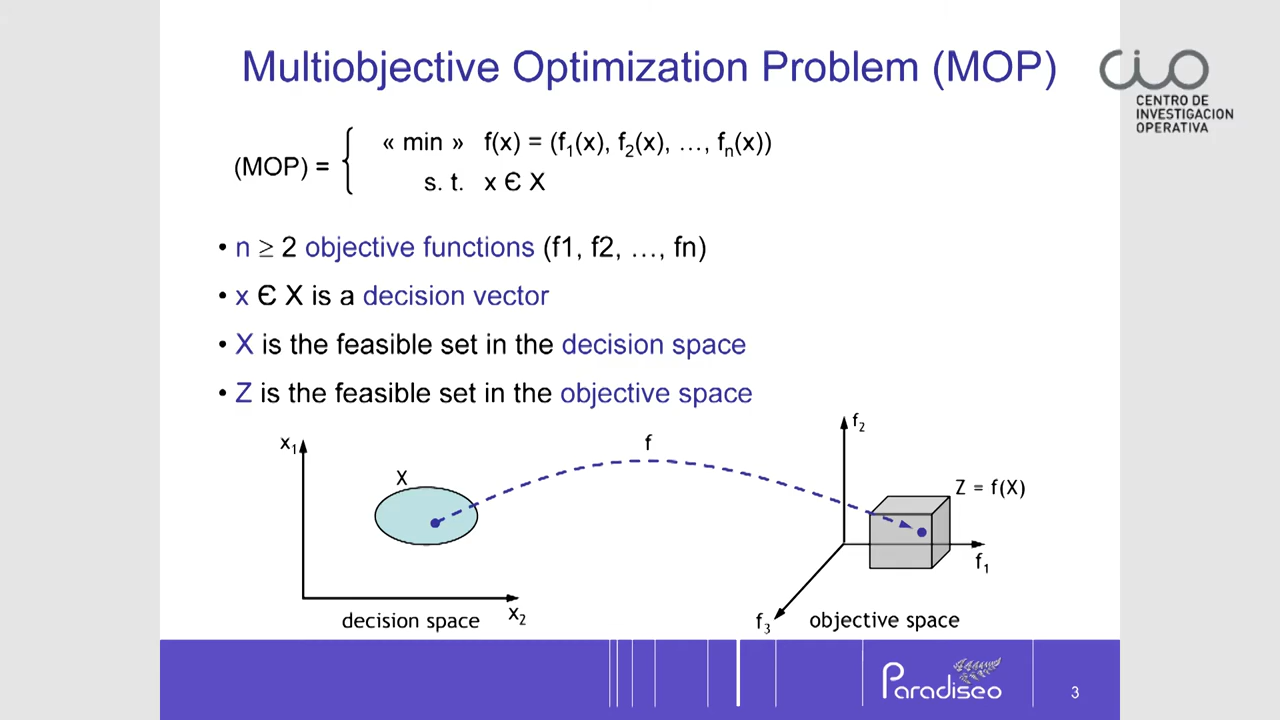 Multiobjective Optimization Problem (MOP)
CIO
CENTRO DE
INVESTIGACION
OPERATIVA
(MOP) =
« min » f(x) = (f₁(x), f₂(x), …, fₙ(x))
s. t. x Є X
• n ≥ 2 objective functions (f1, f2, …, fn)
• x Є X is a decision vector
• X is the feasible set in the decision space
• Z is the feasible set in the objective space
x₁
X
f
f₂
Z = f(X)
f₁
decision space
x₂
f₃
objective space
Paradiseo
3